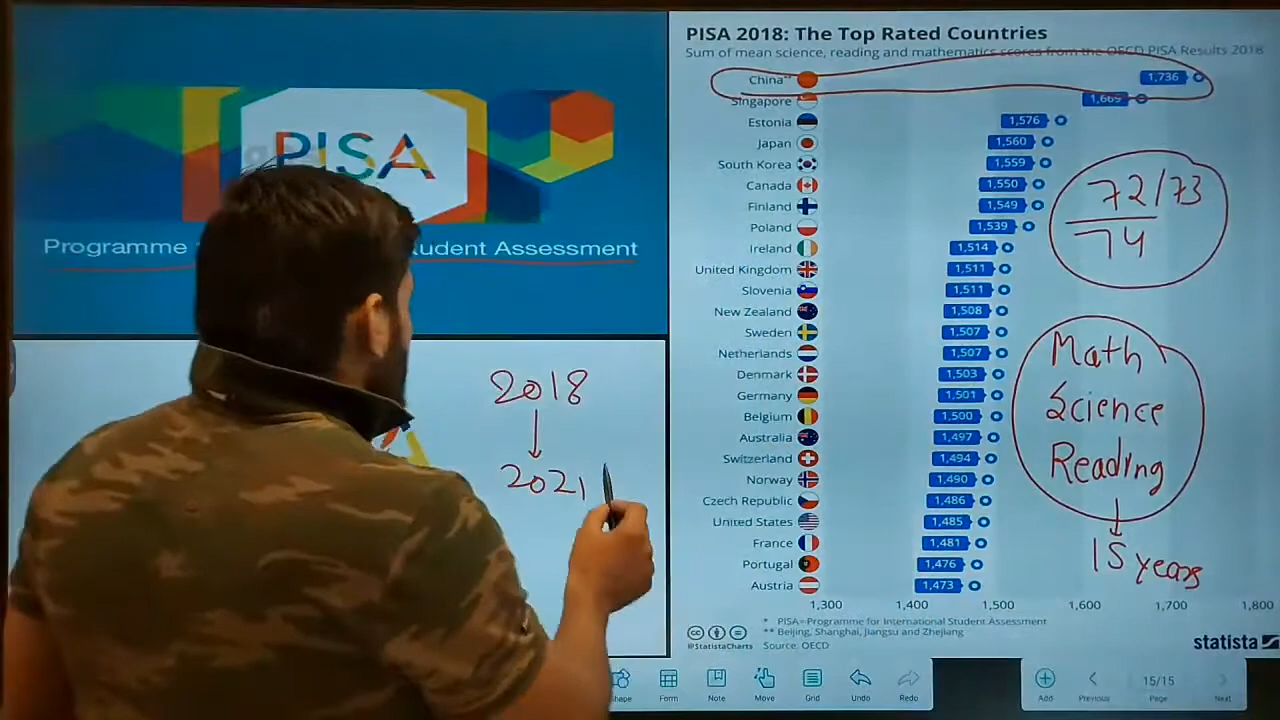 PISA
Programme
tudent Assessment
2018
2021
PISA 2018: The Top Rated Countries
Sum of mean science, reading and mathematics scores from the OECD PISA Results 2018
China** 1,736
Singapore 1,669
Estonia 1,576
Japan 1,560
South Korea 1,559
Canada 1,550
Finland 1,549
Poland 1,539
Ireland 1,514
United Kingdom 1,511
Slovenia 1,511
New Zealand 1,508
Sweden 1,507
Netherlands 1,507
Denmark 1,503
Germany 1,501
Belgium 1,500
Australia 1,497
Switzerland 1,494
Norway 1,490
Czech Republic 1,486
United States 1,485
France 1,481
Portugal 1,476
Austria 1,473
1,300 1,400 1,500 1,600 1,700 1,800
72/73
74
Math
Science
Reading
15 years
* PISA=Programme for International Student Assessment
** Beijing, Shanghai, Jiangsu and Zhejiang
@StatistaCharts Source: OECD
statista
Form Note Move Grid Undo Redo
Add Previous 15/15 Page Next